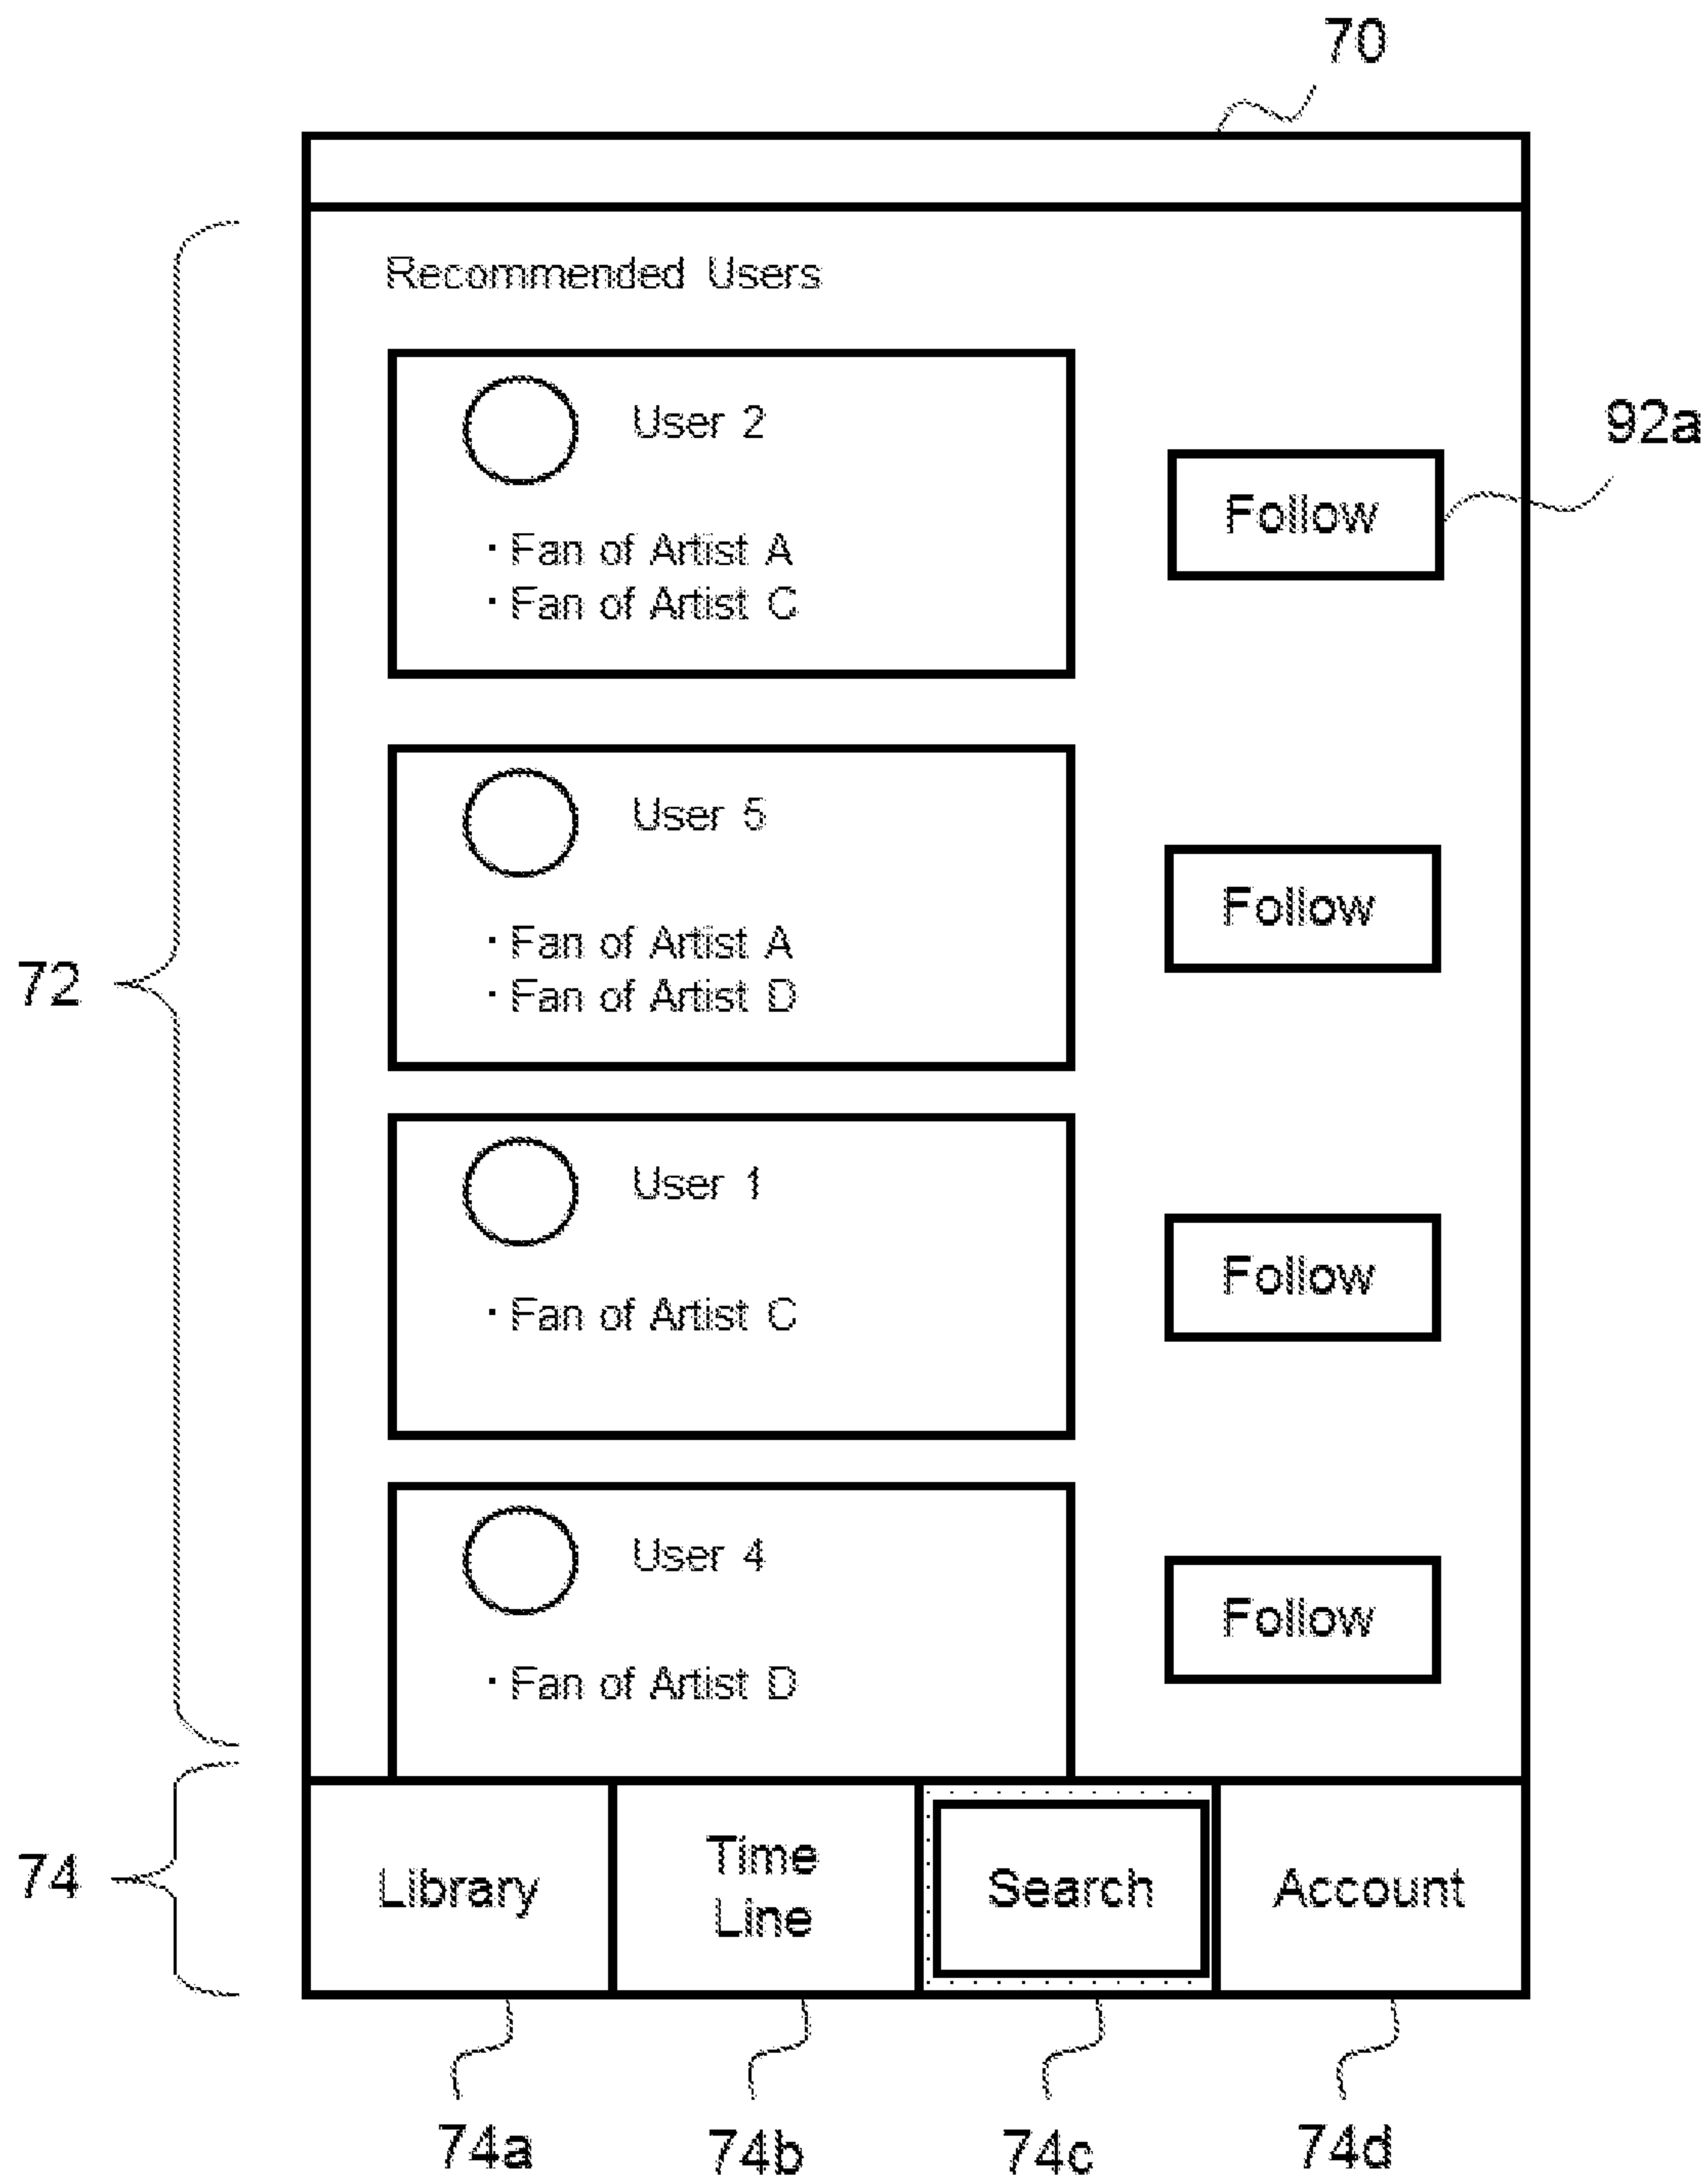 70
Recommended Users
User 2
92a
Follow
・Fan of Artist A
・Fan of Artist C
User 5
Follow
・Fan of Artist A
・Fan of Artist D
72
User 1
Follow
・Fan of Artist C
User 4
Follow
・Fan of Artist D
74
Library
Time
Line
Search
Account
74a
74b
74c
74d